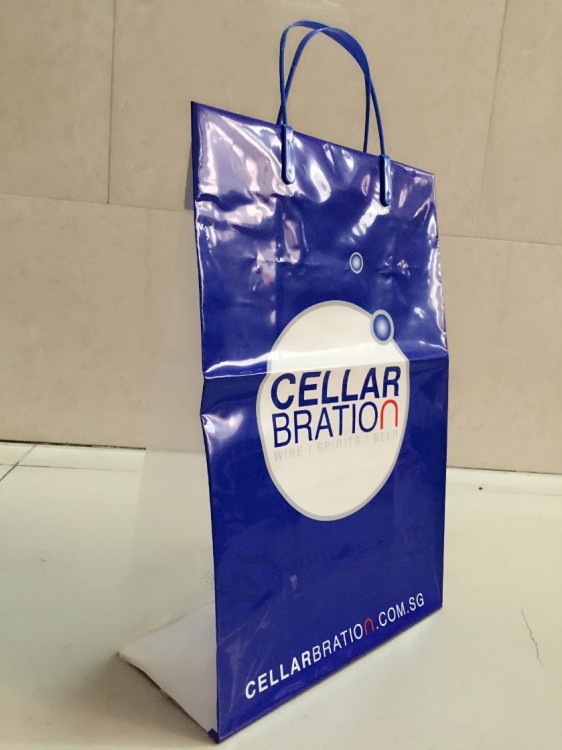 CELLAR
BRATION
WINE | SPIRITS | BEER
CELLARBRATION.COM.SG